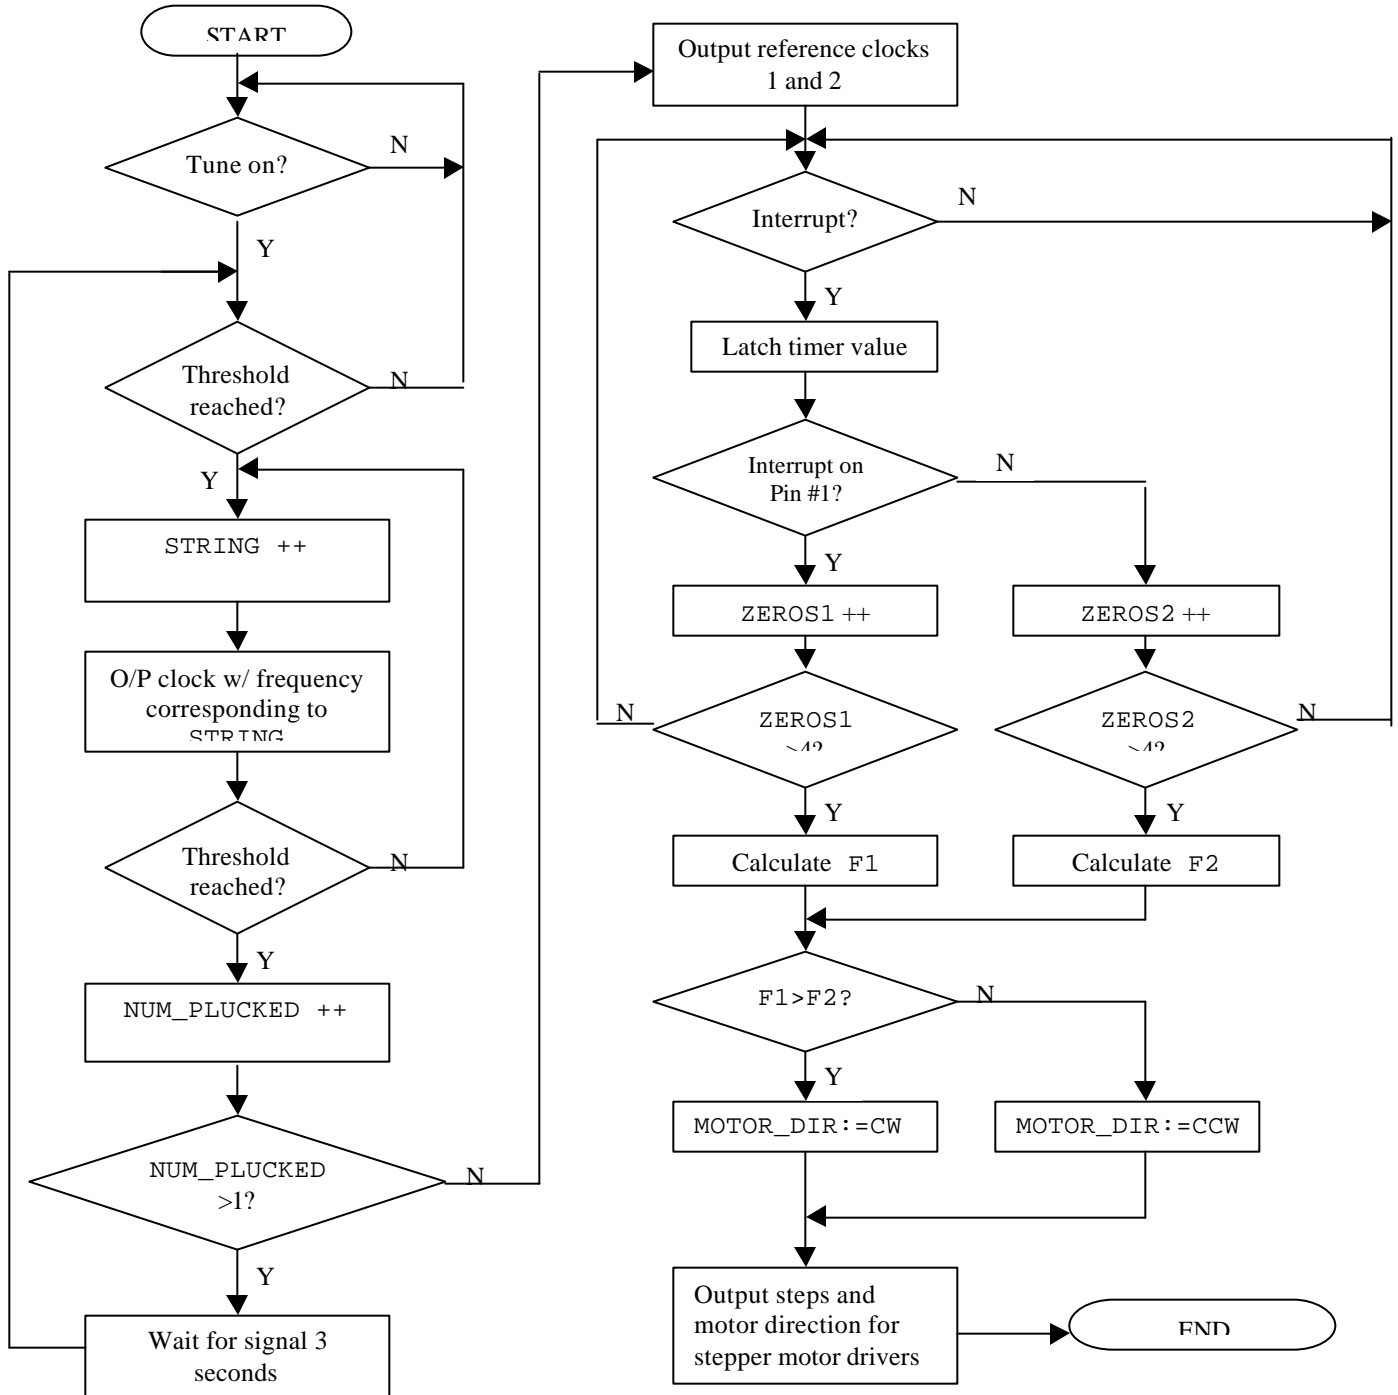 START
Tune on?
N
Y
Threshold
reached?
N
Y
STRING ++
O/P clock w/ frequency
corresponding to
STRING
Threshold
reached?
N
Y
NUM_PLUCKED ++
NUM_PLUCKED
>1?
N
Y
Wait for signal 3
seconds
Output reference clocks
1 and 2
Interrupt?
N
Y
Latch timer value
Interrupt on
Pin #1?
N
Y
ZEROS1 ++
ZEROS2 ++
N
ZEROS1
>4?
ZEROS2
>4?
N
Y
Y
Calculate F1
Calculate F2
F1>F2?
N
Y
MOTOR_DIR:=CW
MOTOR_DIR:=CCW
Output steps and
motor direction for
stepper motor drivers
END